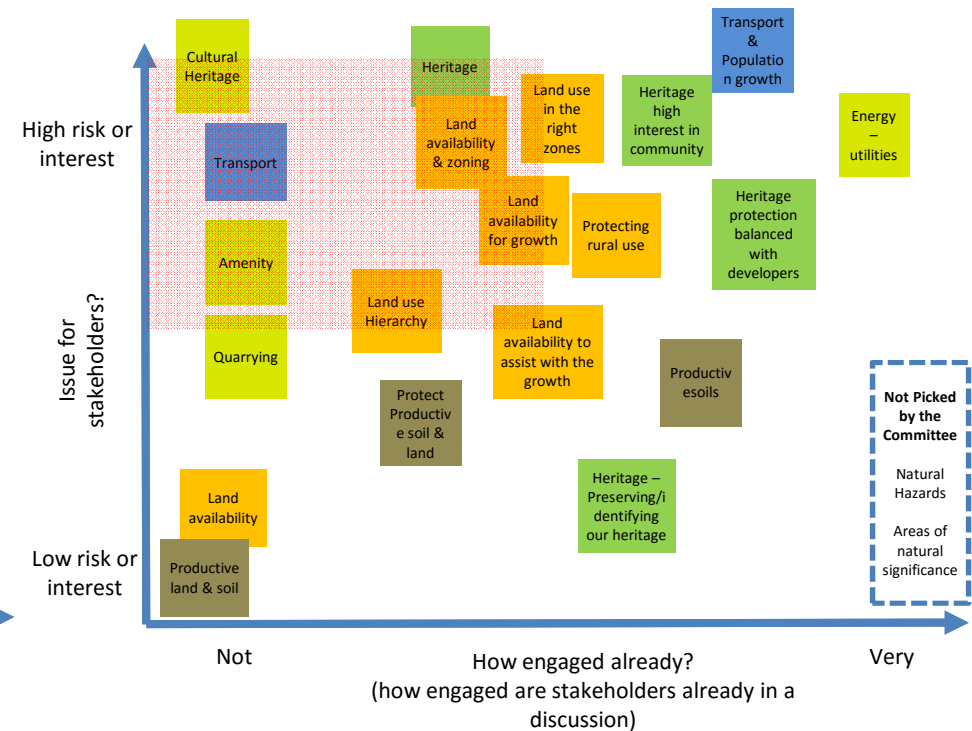 Cultural
Heritage
Heritage
Transport
&
Populatio
n growth
High risk or
interest
Transport
Land
availability
& zoning
Land use
in the
right
zones
Heritage
high
interest in
community
Energy
–
utilities
Amenity
Land
availability
for growth
Protecting
rural use
Heritage
protection
balanced
with
developers
Issue for
stakeholders?
Quarrying
Land use
Hierarchy
Land
availability to
assist with the
growth
Productiv
esoils
Protect
Productiv
e soil &
land
Not Picked
by the
Committee
Natural
Hazards
Areas of
natural
significance
Land
availability
Heritage –
Preserving/i
dentifying
our heritage
Low risk or
interest
Productive
land & soil
Not
How engaged already?
(how engaged are stakeholders already in a
discussion)
Very